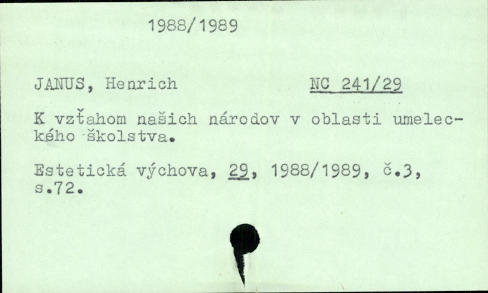 1988/1989
JANUS, Henrich NC 241/29
K vzťahom našich národov v oblasti umelec-
kého školstva.
Estetická výchova, 29, 1988/1989, č.3,
s.72.